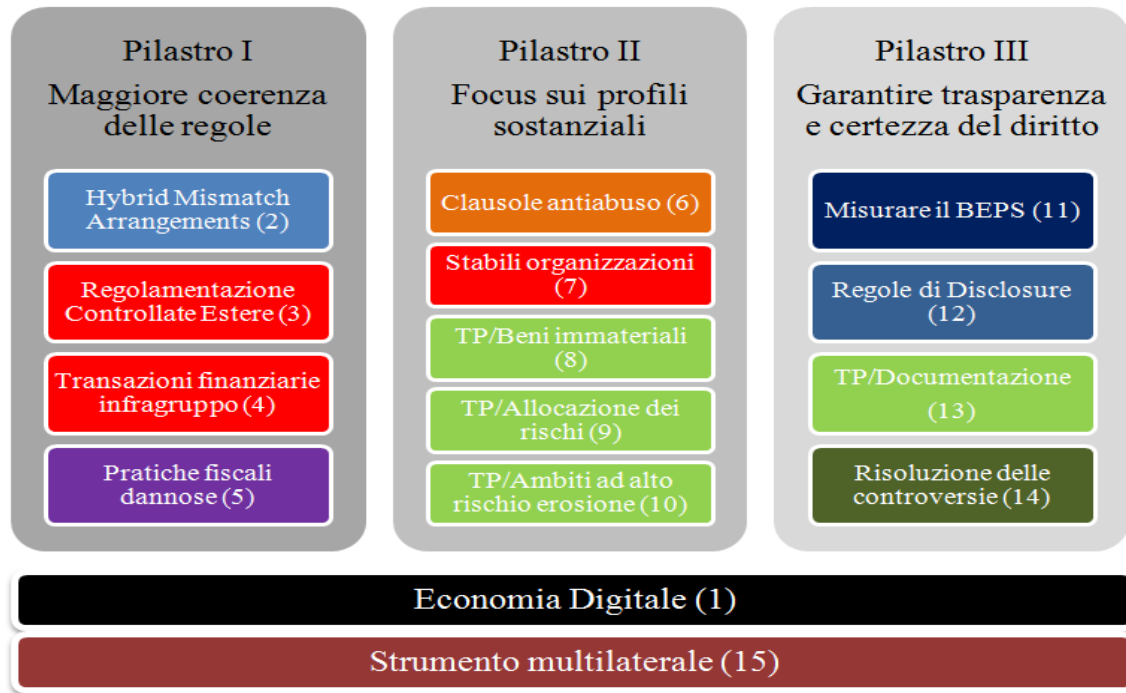 Pilastro I
Maggiore coerenza
delle regole
Hybrid Mismatch
Arrangements (2)
Regolamentazione
Controllate Estere (3)
Transazioni finanziarie
infragruppo (4)
Pratiche fiscali
dannose (5)
Pilastro II
Focus sui profili
sostanziali
Clausole antiabuso (6)
Stabili organizzazioni
(7)
TP/Beni immateriali
(8)
TP/Allocazione dei
rischi (9)
TP/Ambiti ad alto
rischio erosione (10)
Pilastro III
Garantire trasparenza
e certezza del diritto
Misurare il BEPS (11)
Regole di Disclosure
(12)
TP/Documentazione
(13)
Risoluzione delle
controversie (14)
Economia Digitale (1)
Strumento multilaterale (15)